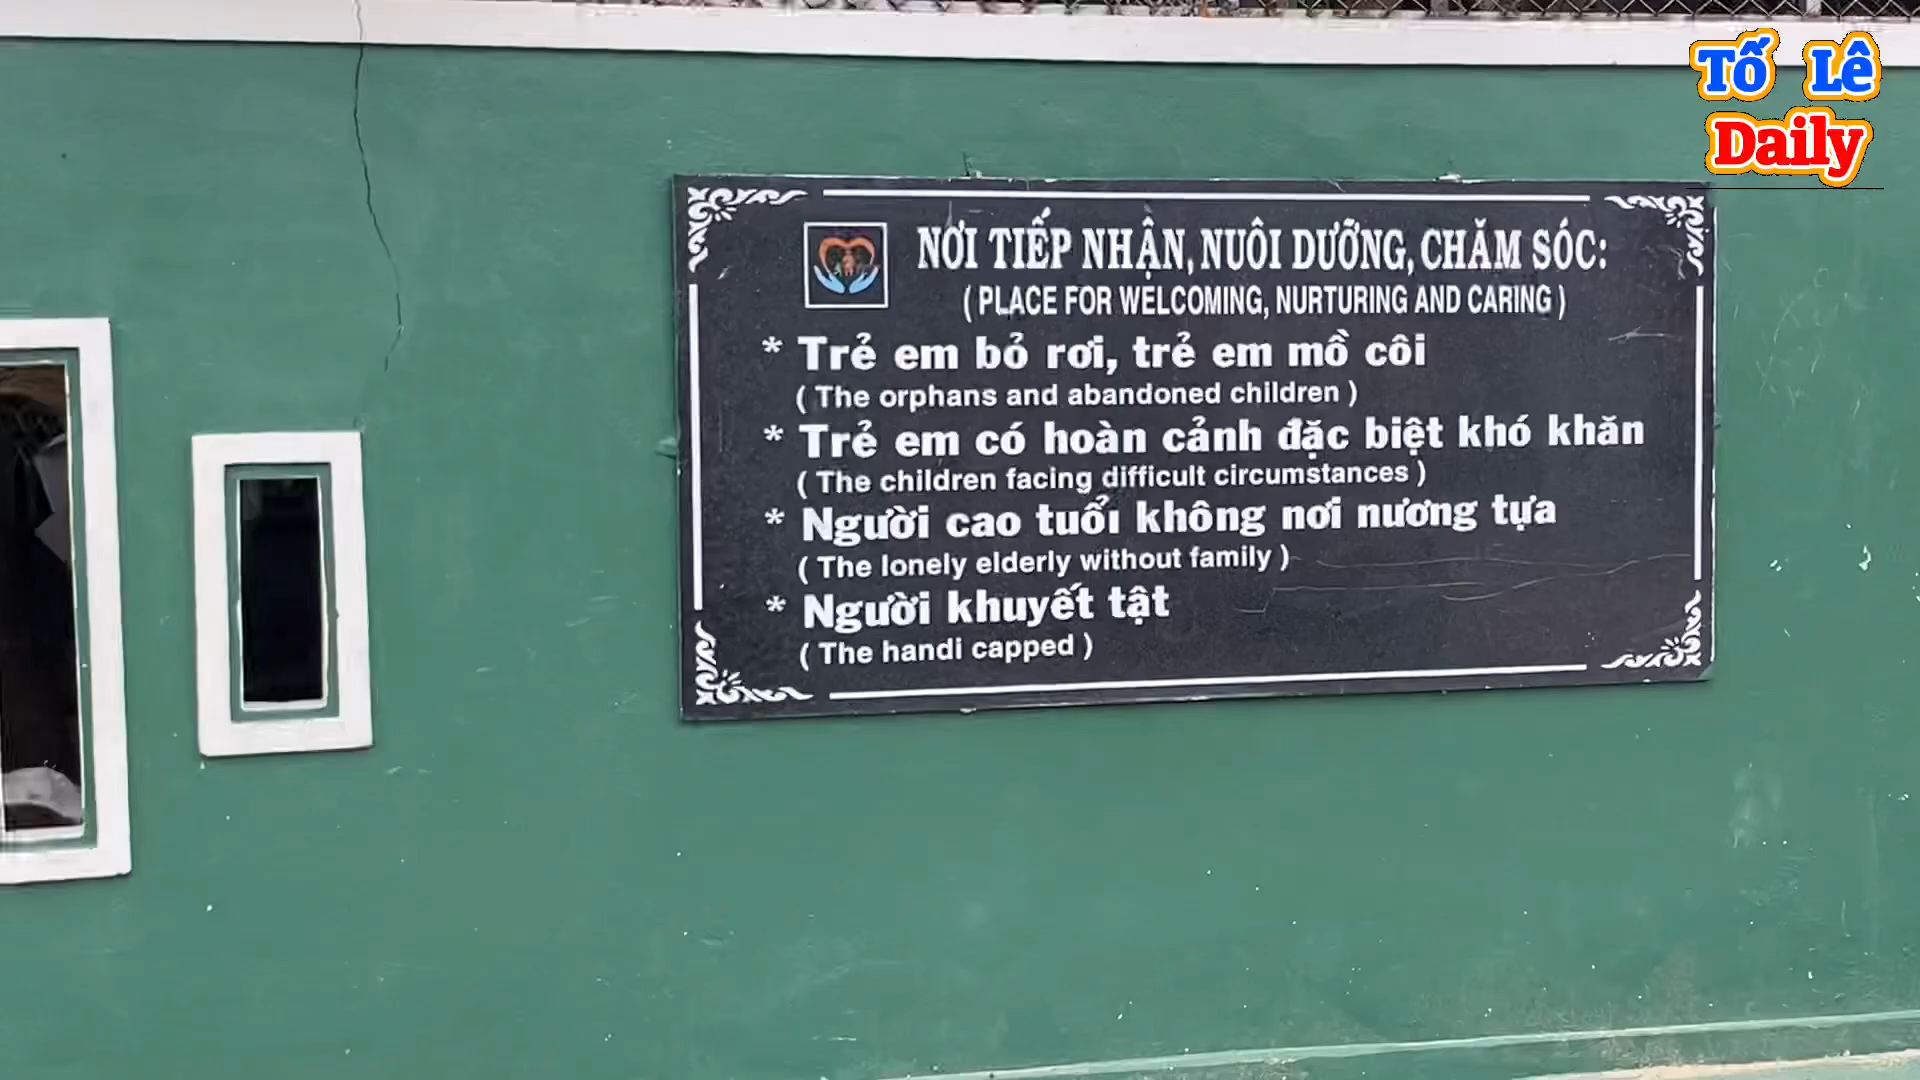 Tố Lê
Daily
NƠI TIẾP NHẬN, NUÔI DƯỠNG, CHĂM SÓC:
( PLACE FOR WELCOMING, NURTURING AND CARING )
* Trẻ em bỏ rơi, trẻ em mồ côi
( The orphans and abandoned children )
* Trẻ em có hoàn cảnh đặc biệt khó khăn
( The children facing difficult circumstances )
* Người cao tuổi không nơi nương tựa
( The lonely elderly without family )
* Người khuyết tật
( The handi capped )